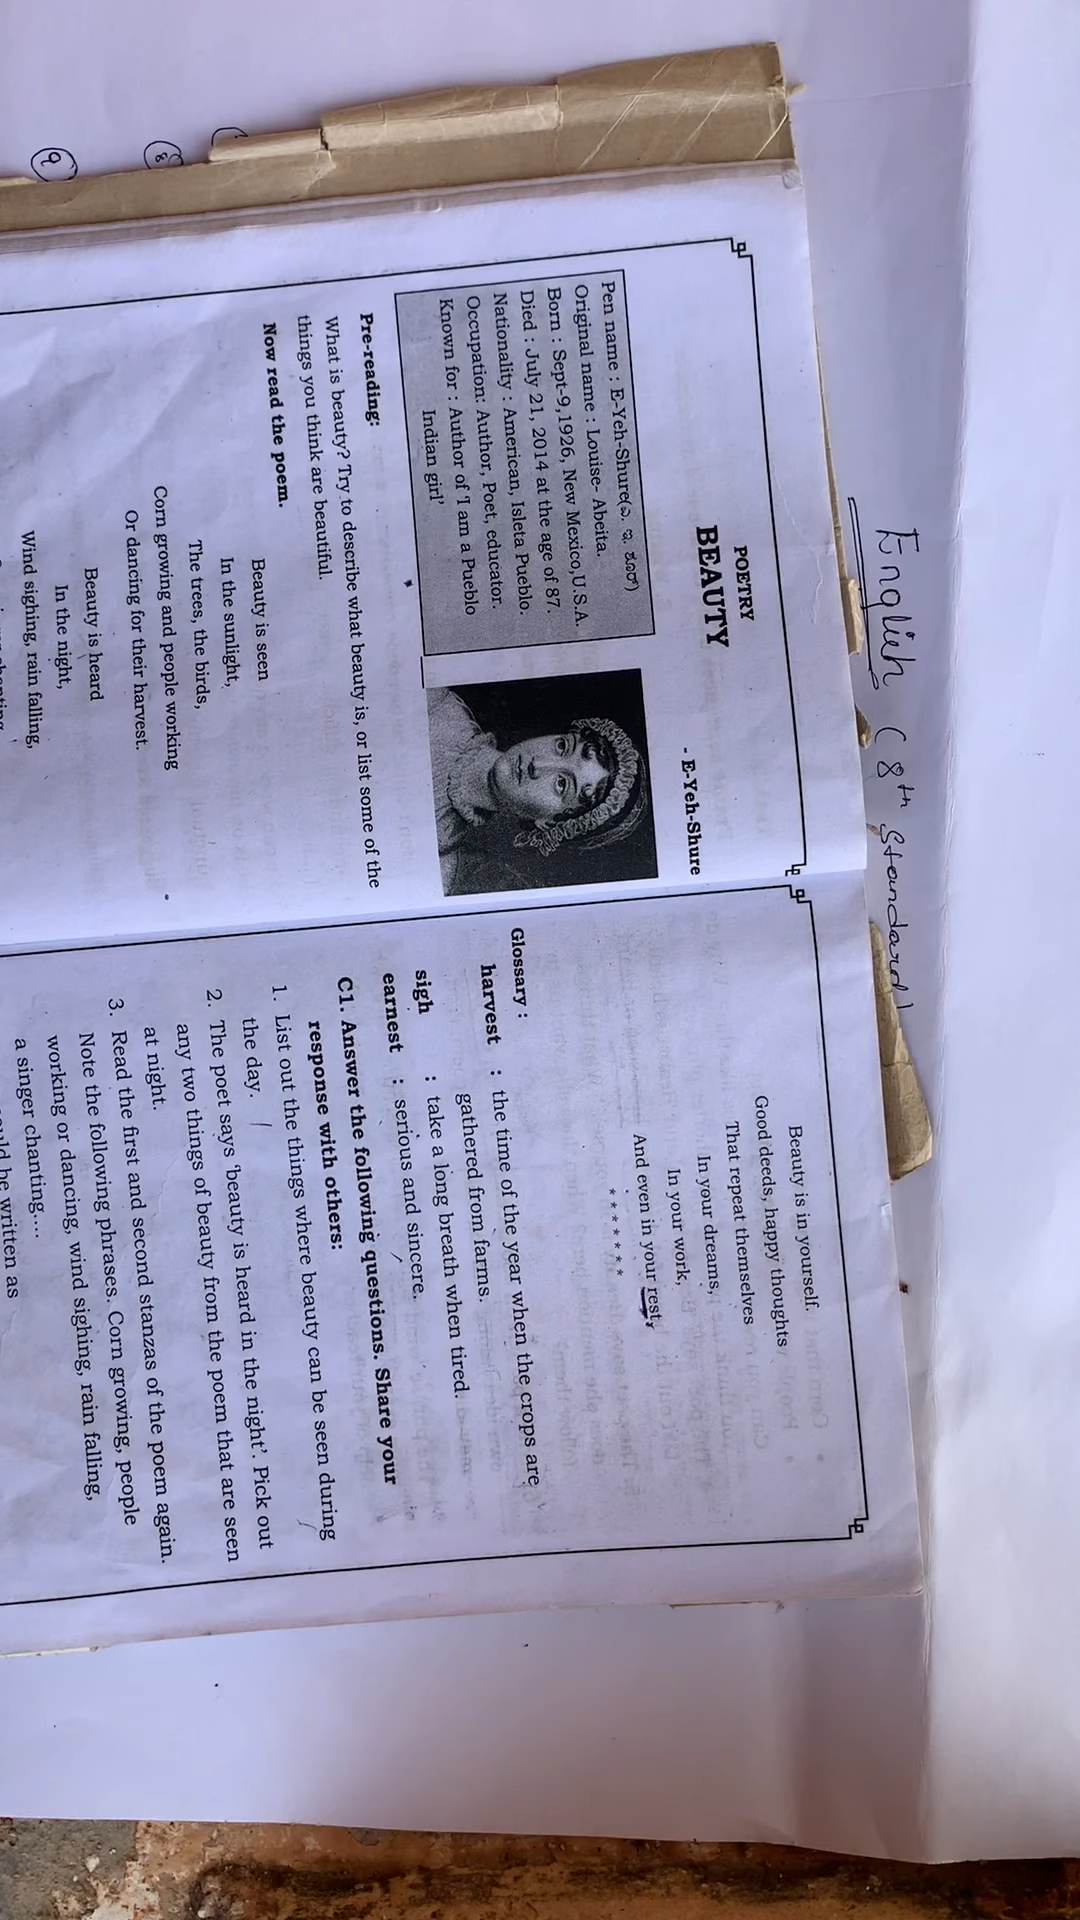 English (8th Standard)
POETRY
BEAUTY
- E-Yeh-Shure
Pen name : E-Yeh-Shure(ಎ. ಇ. ಶೂರ್)
Original name : Louise- Abeita.
Born : Sept-9,1926, New Mexico,U.S.A.
Died : July 21, 2014 at the age of 87.
Nationality : American, Isleta Pueblo.
Occupation: Author, Poet, educator.
Known for : Author of 'I am a Pueblo
Indian girl'
Pre-reading:
What is beauty? Try to describe what beauty is, or list some of the
things you think are beautiful.
Now read the poem.
Beauty is seen
In the sunlight,
The trees, the birds,
Corn growing and people working
Or dancing for their harvest.
Beauty is heard
In the night,
Wind sighing, rain falling,
8
9
Beauty is in yourself.
Good deeds, happy thoughts
That repeat themselves
In your dreams,
In your work,
And even in your rest.
*******
Glossary :
harvest : the time of the year when the crops are
gathered from farms.
sigh : take a long breath when tired.
earnest : serious and sincere.
C1. Answer the following questions. Share your
response with others:
1. List out the things where beauty can be seen during
the day.
2. The poet says 'beauty is heard in the night'. Pick out
any two things of beauty from the poem that are seen
at night.
3. Read the first and second stanzas of the poem again.
Note the following phrases. Corn growing, people
working or dancing, wind sighing, rain falling,
a singer chanting....
be written as